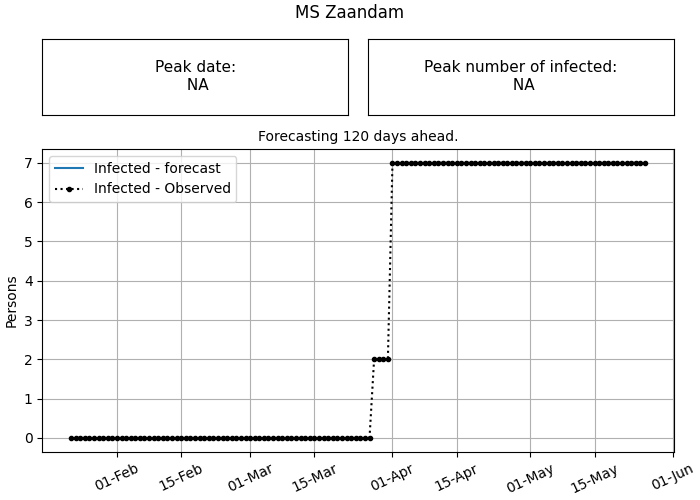 MS Zaandam
Peak date:
NA
Peak number of infected:
NA
Forecasting 120 days ahead.
Infected - forecast
Infected - Observed
Persons
7
6
5
4
3
2
1
0
01-Feb
15-Feb
01-Mar
15-Mar
01-Apr
15-Apr
01-May
15-May
01-Jun